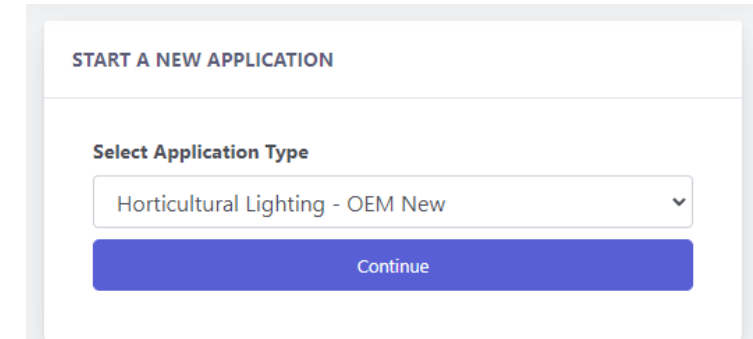 START A NEW APPLICATION
Select Application Type
Horticultural Lighting - OEM New
Continue